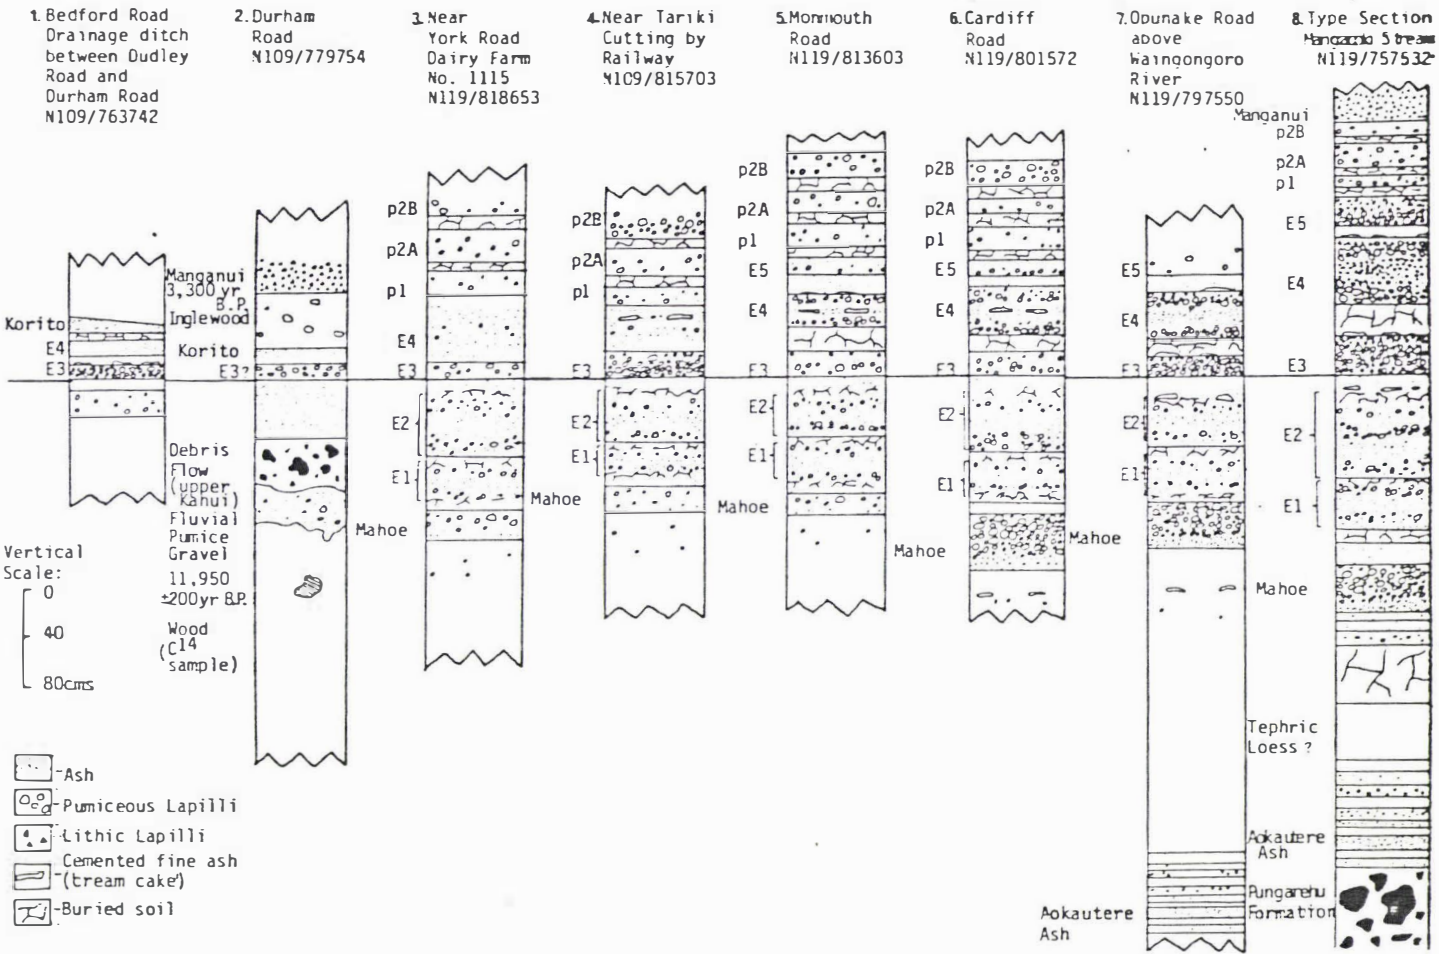 1. Bedford Road
Drainage ditch
between Dudley
Road and
Durham Road
N109/763742
2. Durham
Road
N109/779754
3. Near
York Road
Dairy Farm
No. 1115
N119/818653
4. Near Tariki
Cutting by
Railway
N109/815703
5. Monmouth
Road
N119/813603
6. Cardiff
Road
N119/801572
7. Opunake Road
above
Waingongoro
River
N119/797550
8. Type Section
Stream
N119/757532
Korito
E4
E3
Manganui
3,300 yr
B.P.
Inglewood
Korito
E3?
Debris
Flow
(upper
Kahui)
Fluvial
Pumice
Gravel
11,950
±200yr B.P.
Wood
(C14
sample)
p2B
p2A
p1
E4
E3
E2
E1
Mahoe
p2B
p2A
p1
E3
E2
E1
Mahoe
p2B
p2A
p1
E5
E4
E3
E2
E1
Mahoe
p2B
p2A
p1
E5
E4
E3
E2
E1
Mahoe
E5
E4
E3
E2
E1
Mahoe
Aokautere
Ash
Manganui
p2B
p2A
p1
E5
E4
E3
E2
E1
Mahoe
Tephric
Loess ?
Aokautere
Ash
Pungarehu
Formation
Vertical
Scale:
0
40
80cms
-Ash
-Pumiceous Lapilli
-Lithic Lapilli
Cemented fine ash
-('cream cake')
-Buried soil